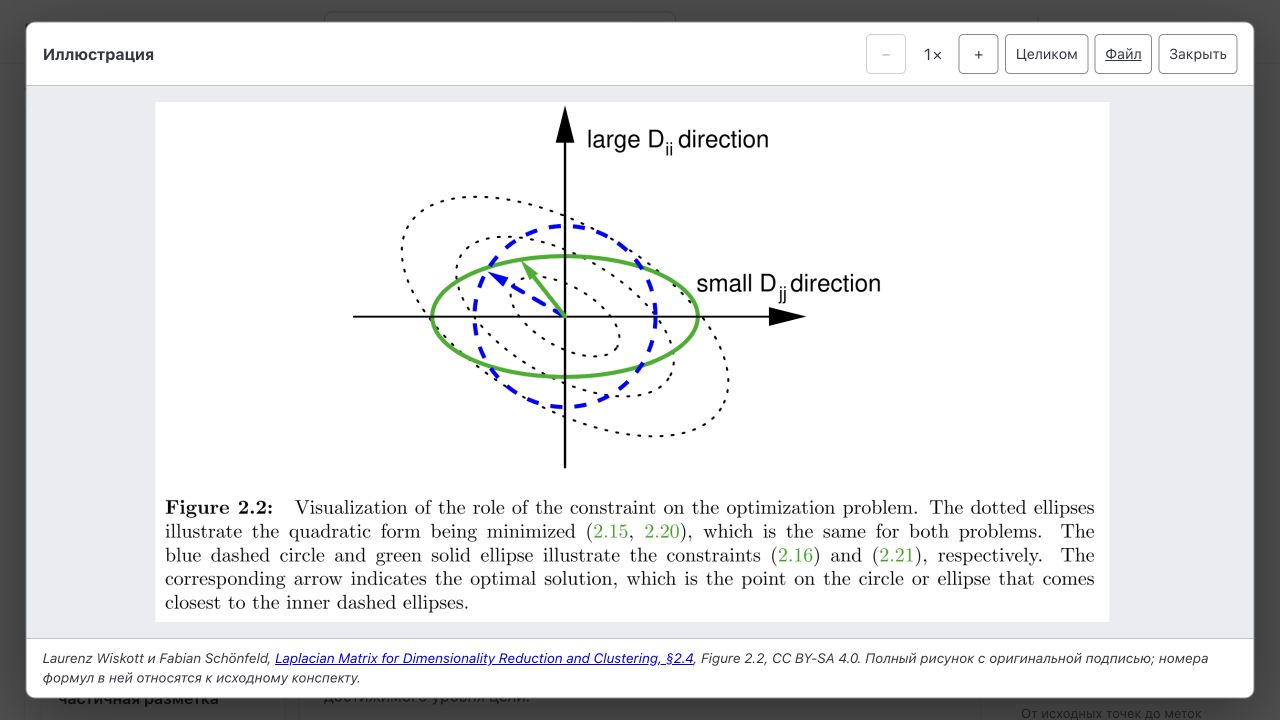 Иллюстрация
− 1× + Целиком Файл Закрыть
large Dii direction
small Djj direction
Figure 2.2: Visualization of the role of the constraint on the optimization problem. The dotted ellipses
illustrate the quadratic form being minimized (2.15, 2.20), which is the same for both problems. The
blue dashed circle and green solid ellipse illustrate the constraints (2.16) and (2.21), respectively. The
corresponding arrow indicates the optimal solution, which is the point on the circle or ellipse that comes
closest to the inner dashed ellipses.
Laurenz Wiskott и Fabian Schönfeld, Laplacian Matrix for Dimensionality Reduction and Clustering, §2.4, Figure 2.2, CC BY-SA 4.0. Полный рисунок с оригинальной подписью; номера
формул в ней относятся к исходному конспекту.
частичная разметка
От исходных точек до меток